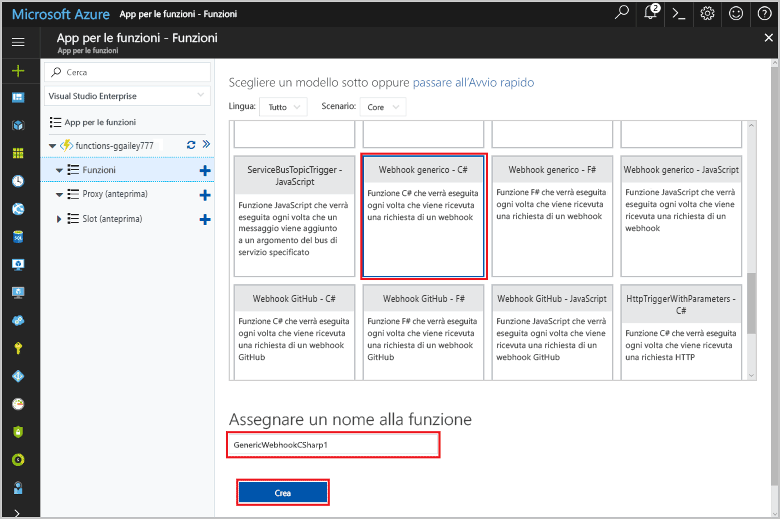 Microsoft Azure App per le funzioni - Funzioni
2
App per le funzioni - Funzioni
App per le funzioni
Cerca
Visual Studio Enterprise
App per le funzioni
functions-ggailey777
Funzioni
Proxy (anteprima)
Slot (anteprima)
Scegliere un modello sotto oppure passare all'Avvio rapido
Lingua: Tutto Scenario: Core
ServiceBusTopicTrigger -
JavaScript
Funzione JavaScript che verrà
eseguita ogni volta che un
messaggio viene aggiunto
a un argomento del bus di
servizio specificato
Webhook generico - C#
Funzione C# che verrà eseguita
ogni volta che viene ricevuta
una richiesta di un webhook
Webhook generico - F#
Funzione F# che verrà eseguita
ogni volta che viene ricevuta
una richiesta di un webhook
Webhook generico - JavaScript
Funzione JavaScript che verrà
eseguita ogni volta che viene
ricevuta una richiesta di un
webhook
Webhook GitHub - C#
Funzione C# che verrà eseguita
ogni volta che viene ricevuta
una richiesta di un webhook
GitHub
Webhook GitHub - F#
Funzione F# che verrà eseguita
ogni volta che viene ricevuta
una richiesta di un webhook
GitHub
Webhook GitHub - JavaScript
Funzione JavaScript che verrà
eseguita ogni volta che viene
ricevuta una richiesta di un
webhook GitHub
HttpTriggerWithParameters -
C#
Funzione C# che verrà eseguita
ogni volta che viene ricevuta
una richiesta HTTP
Assegnare un nome alla funzione
GenericWebhookCSharp1
Crea